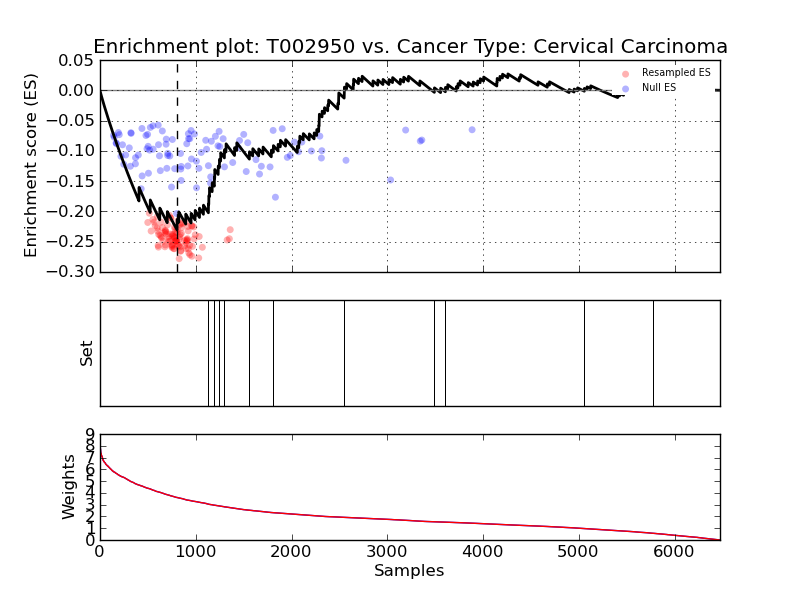 Enrichment plot: T002950 vs. Cancer Type: Cervical Carcinoma
Enrichment score (ES)
0.05
0.00
−0.05
−0.10
−0.15
−0.20
−0.25
−0.30
Resampled ES
Null ES
Set
Weights
9
8
7
6
5
4
3
2
1
0
0 1000 2000 3000 4000 5000 6000
Samples